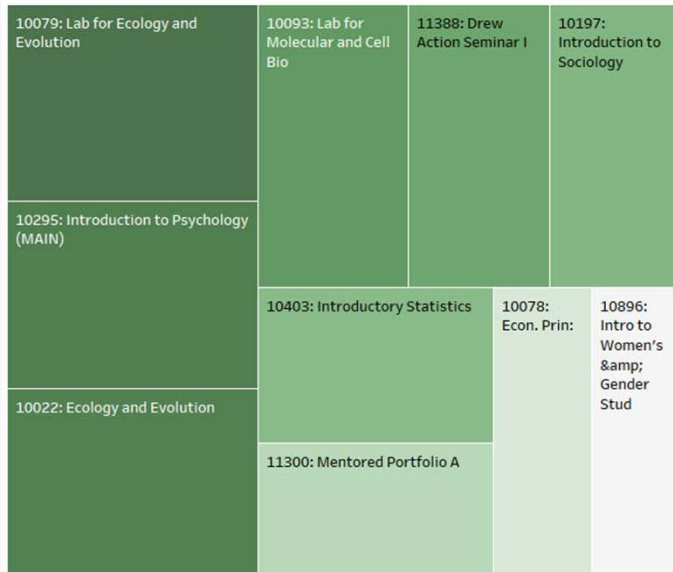 10079: Lab for Ecology and
Evolution
10093: Lab for
Molecular and Cell
Bio
11388: Drew
Action Seminar I
10197:
Introduction to
Sociology
10295: Introduction to Psychology
(MAIN)
10403: Introductory Statistics
10078:
Econ. Prin:
10896:
Intro to
Women's
&amp;
Gender
Stud
10022: Ecology and Evolution
11300: Mentored Portfolio A